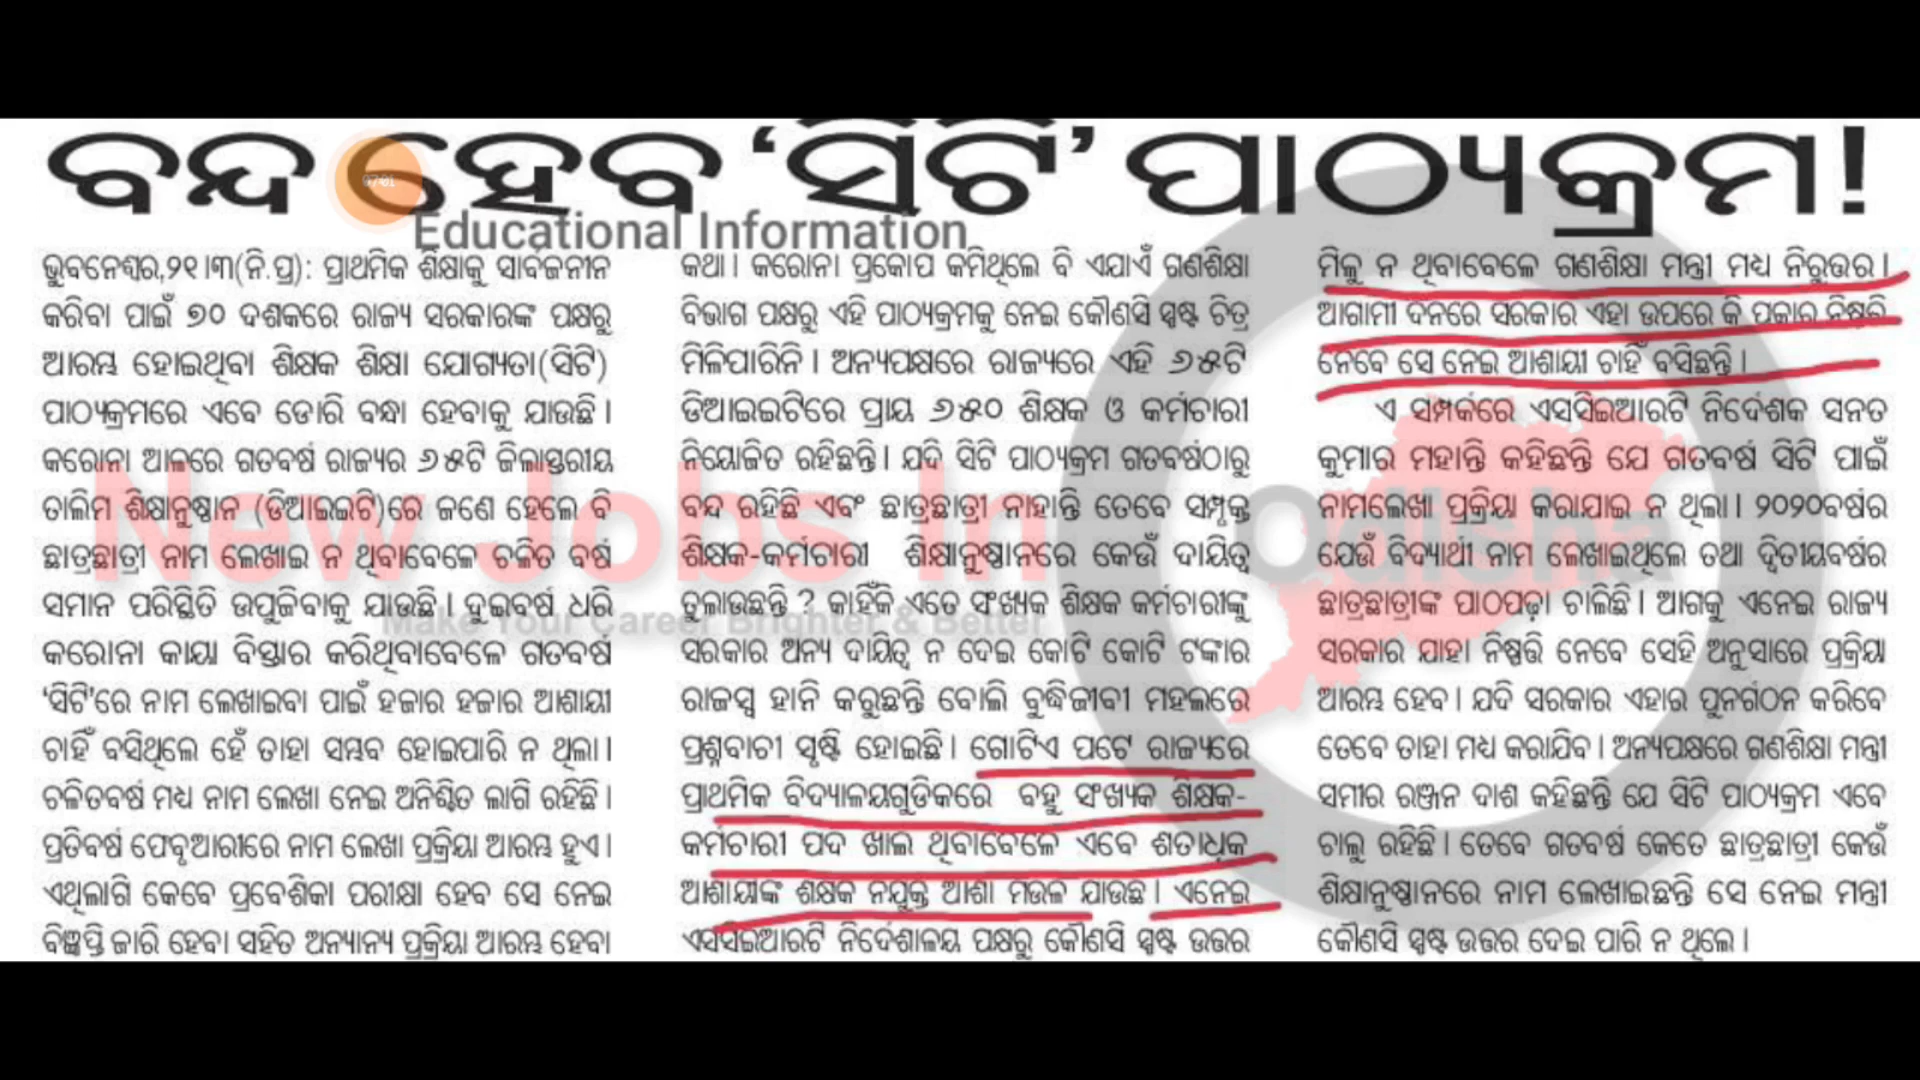 ବନ୍ଦ ହେବ ‘ସିଟି’ ପାଠ୍ୟକ୍ରମ!
07:01
Educational Information
ଭୁବନେଶ୍ୱର,୨୧।୩(ନି.ପ୍ର): ପ୍ରାଥମିକ ଶିକ୍ଷାକୁ ସାର୍ବଜନୀନ
କରିବା ପାଇଁ ୭୦ ଦଶକରେ ରାଜ୍ୟ ସରକାରଙ୍କ ପକ୍ଷରୁ
ଆରମ୍ଭ ହୋଇଥିବା ଶିକ୍ଷକ ଶିକ୍ଷା ଯୋଗ୍ୟତା(ସିଟି)
ପାଠ୍ୟକ୍ରମରେ ଏବେ ଡୋରି ବନ୍ଧା ହେବାକୁ ଯାଉଛି।
କରୋନା ଆଳରେ ଗତବର୍ଷ ରାଜ୍ୟର ୬୫ଟି ଜିଲାସ୍ତରୀୟ
ତାଲିମ ଶିକ୍ଷାନୁଷ୍ଠାନ (ଡିଆଇଇଟି)ରେ ଜଣେ ହେଲେ ବି
ଛାତ୍ରଛାତ୍ରୀ ନାମ ଲେଖାଇ ନ ଥିବାବେଳେ ଚଳିତ ବର୍ଷ
ସମାନ ପରିସ୍ଥିତି ଉପୁଜିବାକୁ ଯାଉଛି। ଦୁଇବର୍ଷ ଧରି
କରୋନା କାୟା ବିସ୍ତାର କରିଥିବାବେଳେ ଗତବର୍ଷ
‘ସିଟି’ରେ ନାମ ଲେଖାଇବା ପାଇଁ ହଜାର ହଜାର ଆଶାୟୀ
ଚାହିଁ ବସିଥିଲେ ହେଁ ତାହା ସମ୍ଭବ ହୋଇପାରି ନ ଥିଲା।
ଚଳିତବର୍ଷ ମଧ୍ୟ ନାମ ଲେଖା ନେଇ ଅନିଶ୍ଚିତ ଲାଗି ରହିଛି।
ପ୍ରତିବର୍ଷ ଫେବୃଆରୀରେ ନାମ ଲେଖା ପ୍ରକ୍ରିୟା ଆରମ୍ଭ ହୁଏ।
ଏଥିଲାଗି କେବେ ପ୍ରବେଶିକା ପରୀକ୍ଷା ହେବ ସେ ନେଇ
ବିଜ୍ଞପ୍ତି ଜାରି ହେବା ସହିତ ଅନ୍ୟାନ୍ୟ ପ୍ରକ୍ରିୟା ଆରମ୍ଭ ହେବା
କଥା। କରୋନା ପ୍ରକୋପ କମିଥିଲେ ବି ଏଯାଏଁ ଗଣଶିକ୍ଷା
ବିଭାଗ ପକ୍ଷରୁ ଏହି ପାଠ୍ୟକ୍ରମକୁ ନେଇ କୌଣସି ସ୍ପଷ୍ଟ ଚିତ୍ର
ମିଳିପାରିନି। ଅନ୍ୟପକ୍ଷରେ ରାଜ୍ୟରେ ଏହି ୬୫ଟି
ଡିଆଇଇଟିରେ ପ୍ରାୟ ୬୫୦ ଶିକ୍ଷକ ଓ କର୍ମଚାରୀ
ନିୟୋଜିତ ରହିଛନ୍ତି। ଯଦି ସିଟି ପାଠ୍ୟକ୍ରମ ଗତବର୍ଷଠାରୁ
ବନ୍ଦ ରହିଛି ଏବଂ ଛାତ୍ରଛାତ୍ରୀ ନାହାନ୍ତି ତେବେ ସମ୍ପୃକ୍ତ
ଶିକ୍ଷକ-କର୍ମଚାରୀ ଶିକ୍ଷାନୁଷ୍ଠାନରେ କେଉଁ ଦାୟିତ୍ୱ
ତୁଲାଉଛନ୍ତି ? କାହିଁକି ଏତେ ସଂଖ୍ୟକ ଶିକ୍ଷକ କର୍ମଚାରୀଙ୍କୁ
ସରକାର ଅନ୍ୟ ଦାୟିତ୍ୱ ନ ଦେଇ କୋଟି କୋଟି ଟଙ୍କାର
ରାଜସ୍ୱ ହାନି କରୁଛନ୍ତି ବୋଲି ବୁଦ୍ଧିଜୀବୀ ମହଲରେ
ପ୍ରଶ୍ନବାଚୀ ସୃଷ୍ଟି ହୋଇଛି। ଗୋଟିଏ ପଟେ ରାଜ୍ୟରେ
ପ୍ରାଥମିକ ବିଦ୍ୟାଳୟଗୁଡିକରେ ବହୁ ସଂଖ୍ୟକ ଶିକ୍ଷକ-
କର୍ମଚାରୀ ପଦ ଖାଲି ଥିବାବେଳେ ଏବେ ଶତାଧିକ
ଆଶାୟୀଙ୍କ ଶିକ୍ଷକ ନିଯୁକ୍ତି ଆଶା ମଉଳି ଯାଉଛି। ଏନେଇ
ଏସସିଇଆରଟି ନିର୍ଦେଶାଳୟ ପକ୍ଷରୁ କୌଣସି ସ୍ପଷ୍ଟ ଉତ୍ତର
ମିଳୁ ନ ଥିବାବେଳେ ଗଣଶିକ୍ଷା ମନ୍ତ୍ରୀ ମଧ୍ୟ ନିରୁତ୍ତର।
ଆଗାମୀ ଦିନରେ ସରକାର ଏହା ଉପରେ କି ପ୍ରକାର ନିଷ୍ପତ୍ତି
ନେବେ ସେ ନେଇ ଆଶାୟୀ ଚାହିଁ ବସିଛନ୍ତି।
ଏ ସମ୍ପର୍କରେ ଏସସିଇଆରଟି ନିର୍ଦେଶକ ସନତ
କୁମାର ମହାନ୍ତି କହିଛନ୍ତି ଯେ ଗତବର୍ଷ ସିଟି ପାଇଁ
ନାମଲେଖା ପ୍ରକ୍ରିୟା କରାଯାଇ ନ ଥିଲା। ୨୦୨୦ବର୍ଷର
ଯେଉଁ ବିଦ୍ୟାର୍ଥୀ ନାମ ଲେଖାଇଥିଲେ ତଥା ଦ୍ୱିତୀୟବର୍ଷର
ଛାତ୍ରଛାତ୍ରୀଙ୍କ ପାଠପଢ଼ା ଚାଲିଛି। ଆଗକୁ ଏନେଇ ରାଜ୍ୟ
ସରକାର ଯାହା ନିଷ୍ପତ୍ତି ନେବେ ସେହି ଅନୁସାରେ ପ୍ରକ୍ରିୟା
ଆରମ୍ଭ ହେବ। ଯଦି ସରକାର ଏହାର ପୁନର୍ଗଠନ କରିବେ
ତେବେ ତାହା ମଧ୍ୟ କରାଯିବ। ଅନ୍ୟପକ୍ଷରେ ଗଣଶିକ୍ଷା ମନ୍ତ୍ରୀ
ସମୀର ରଞ୍ଜନ ଦାଶ କହିଛନ୍ତି ଯେ ସିଟି ପାଠ୍ୟକ୍ରମ ଏବେ
ଚାଲୁ ରହିଛି। ତେବେ ଗତବର୍ଷ କେତେ ଛାତ୍ରଛାତ୍ରୀ କେଉଁ
ଶିକ୍ଷାନୁଷ୍ଠାନରେ ନାମ ଲେଖାଇଛନ୍ତି ସେ ନେଇ ମନ୍ତ୍ରୀ
କୌଣସି ସ୍ପଷ୍ଟ ଉତ୍ତର ଦେଇ ପାରି ନ ଥିଲେ।
New Jobs In Odisha
Make Your Career Brighter & Better